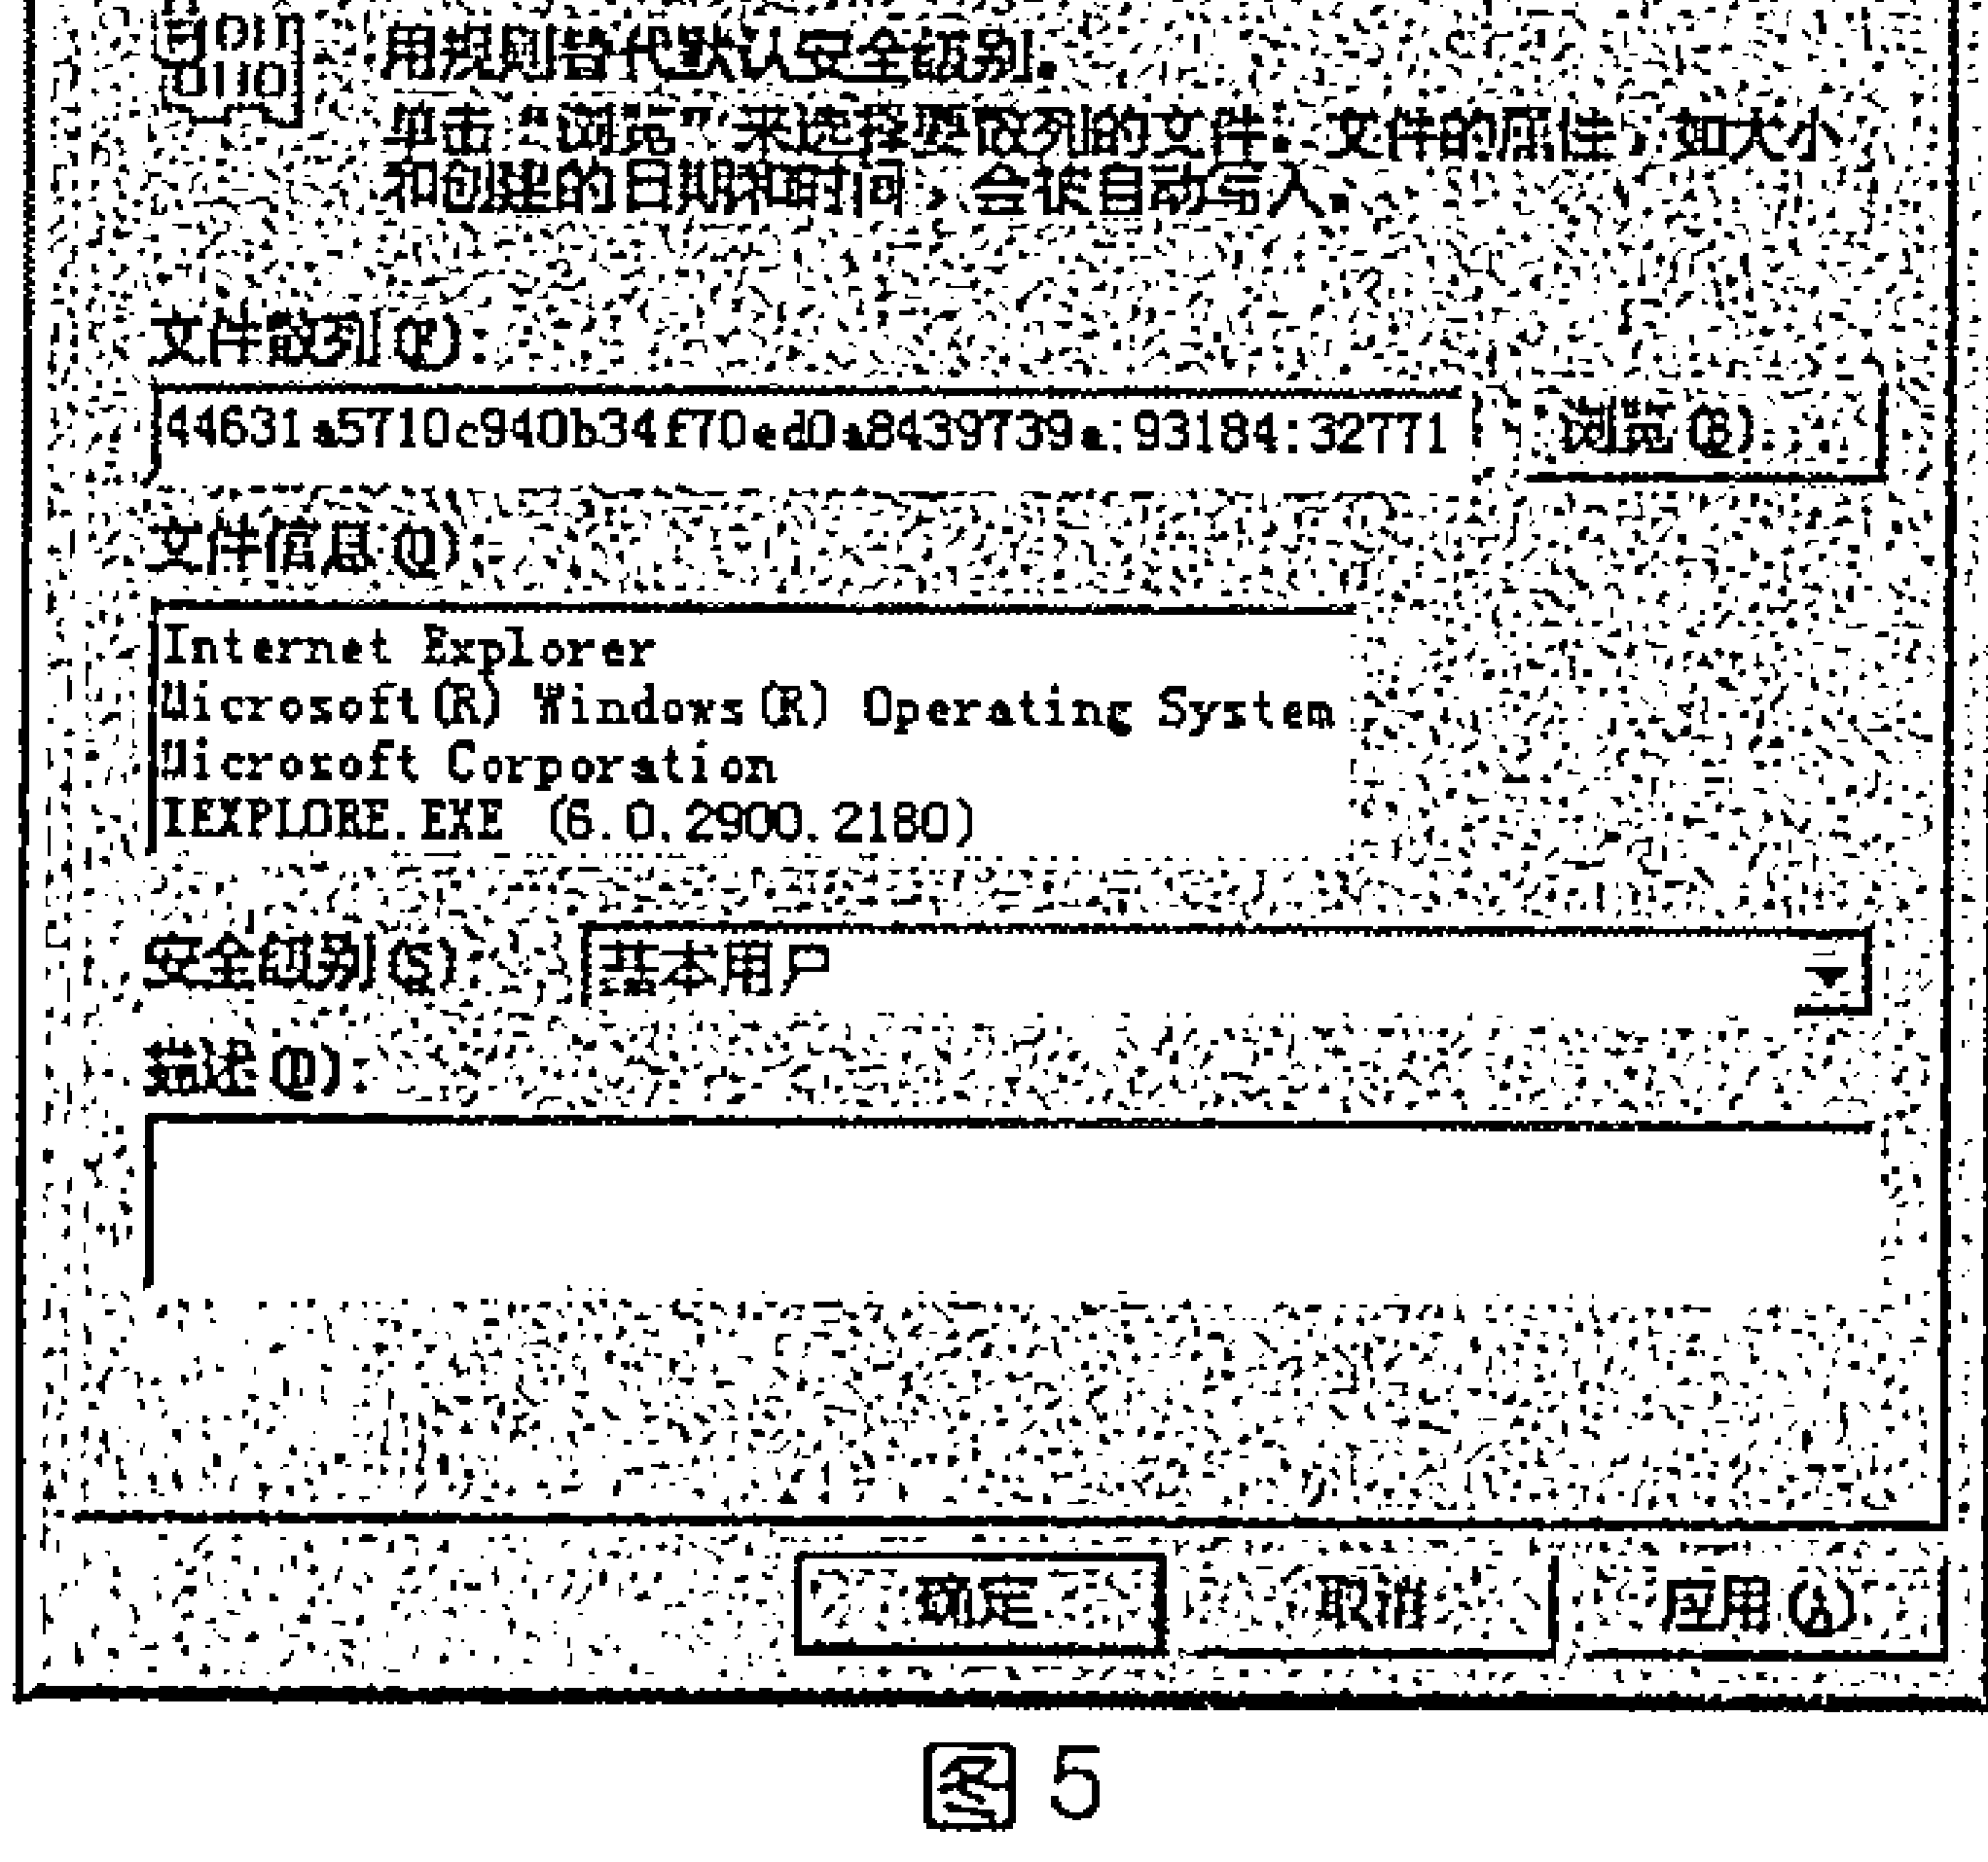 用规则替代默认安全级别。
单击“浏览”来选择要散列的文件。文件的属性，如大小
和创建的日期和时间，会被自动写入。
文件散列(F):
44631a5710c940b34f70ed0a8439739a:93184:32771
浏览(B)
文件信息(I):
Internet Explorer
Microsoft(R) Windows(R) Operating System
Microsoft Corporation
IEXPLORE.EXE (6.0.2900.2180)
安全级别(S):
基本用户
描述(D):
确定 取消 应用(A)
图 5